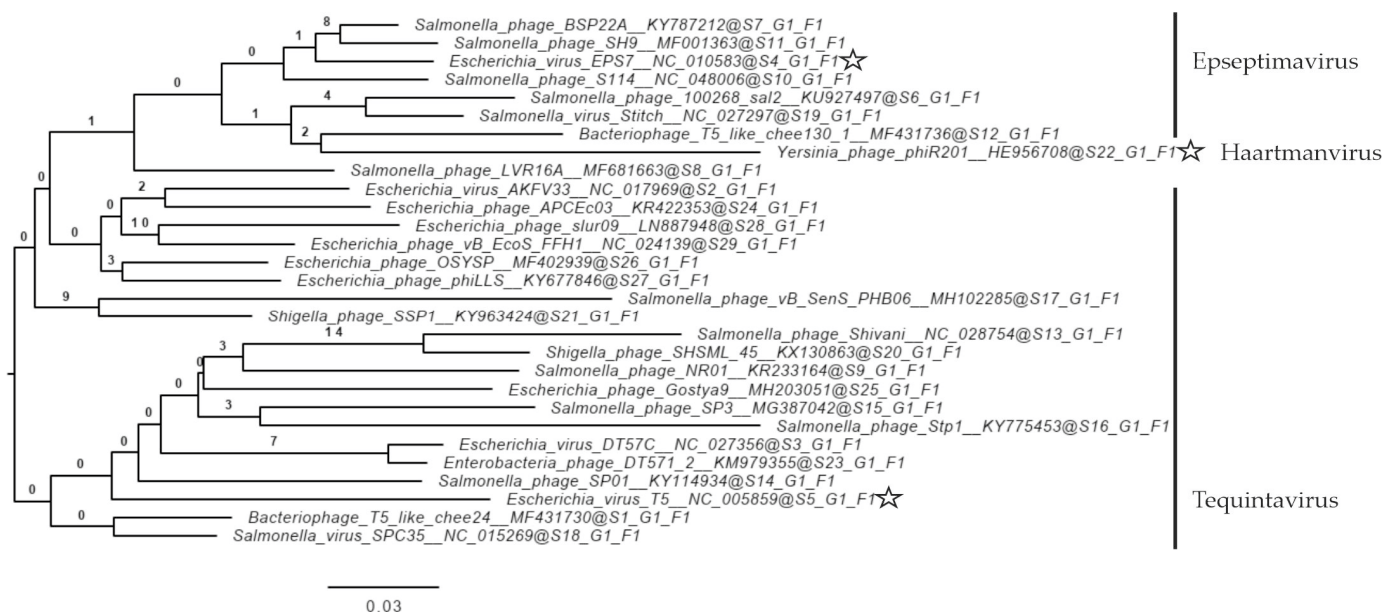 8
Salmonella_phage_BSP22A__KY787212@S7_G1_F1
1
Salmonella_phage_SH9__MF001363@S11_G1_F1
0
Escherichia_virus_EPS7__NC_010583@S4_G1_F1
Epseptimavirus
Salmonella_phage_S114__NC_048006@S10_G1_F1
0
4
Salmonella_phage_100268_sal2__KU927497@S6_G1_F1
1
Salmonella_virus_Stitch__NC_027297@S19_G1_F1
1
2
Bacteriophage_T5_like_chee130_1__MF431736@S12_G1_F1
Yersinia_phage_phiR201__HE956708@S22_G1_F1
Haartmanvirus
Salmonella_phage_LVR16A__MF681663@S8_G1_F1
0
2
Escherichia_virus_AKFV33__NC_017969@S2_G1_F1
0
Escherichia_phage_APCEc03__KR422353@S24_G1_F1
0
10
Escherichia_phage_slur09__LN887948@S28_G1_F1
0
Escherichia_phage_vB_EcoS_FFH1__NC_024139@S29_G1_F1
3
Escherichia_phage_OSYSP__MF402939@S26_G1_F1
Escherichia_phage_phiLLS__KY677846@S27_G1_F1
9
Salmonella_phage_vB_SenS_PHB06__MH102285@S17_G1_F1
Shigella_phage_SSP1__KY963424@S21_G1_F1
14
Salmonella_phage_Shivani__NC_028754@S13_G1_F1
3
Shigella_phage_SHSML_45__KX130863@S20_G1_F1
0
Salmonella_phage_NR01__KR233164@S9_G1_F1
0
Escherichia_phage_Gostya9__MH203051@S25_G1_F1
3
Salmonella_phage_SP3__MG387042@S15_G1_F1
0
Salmonella_phage_Stp1__KY775453@S16_G1_F1
0
7
Escherichia_virus_DT57C__NC_027356@S3_G1_F1
0
Enterobacteria_phage_DT571_2__KM979355@S23_G1_F1
Salmonella_phage_SP01__KY114934@S14_G1_F1
0
Escherichia_virus_T5__NC_005859@S5_G1_F1
Tequintavirus
0
Bacteriophage_T5_like_chee24__MF431730@S1_G1_F1
Salmonella_virus_SPC35__NC_015269@S18_G1_F1
0.03